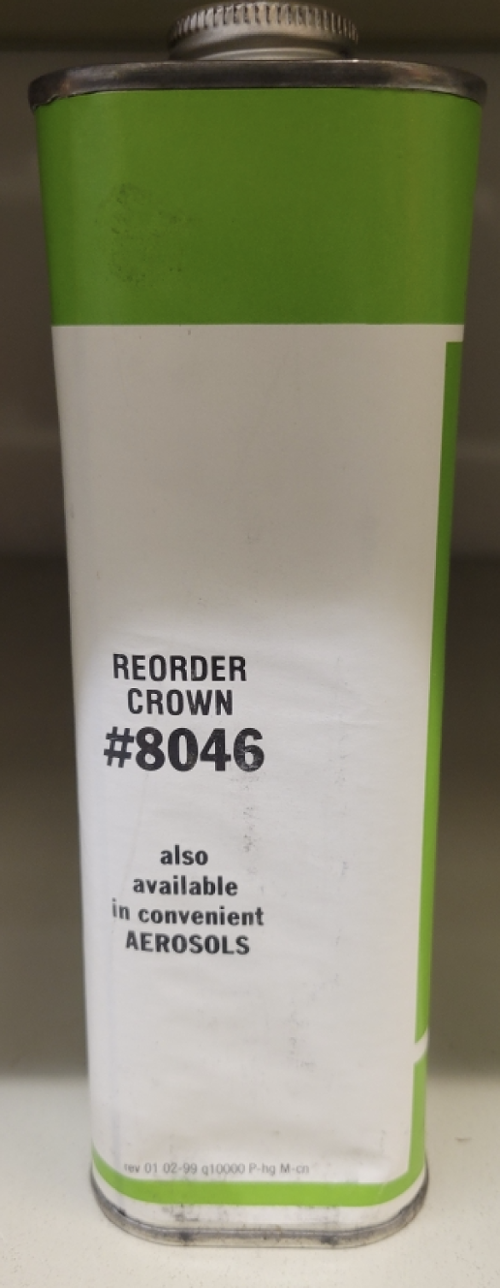 REORDER
CROWN
#8046
also
available
in convenient
AEROSOLS
rev 01 02-99 q10000 P-hg M-cn